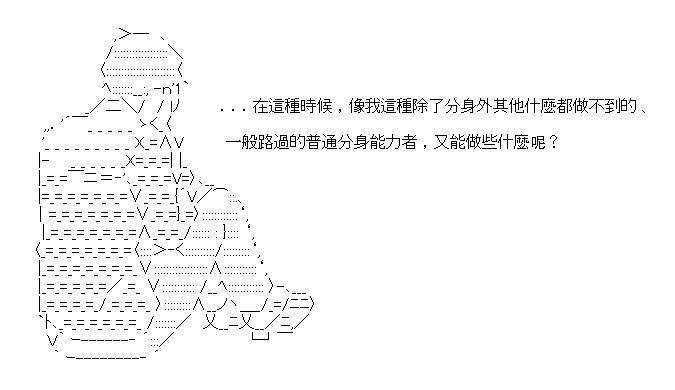 ...在這種時候，像我這種除了分身外其他什麼都做不到的、
一般路過的普通分身能力者，又能做些什麼呢？